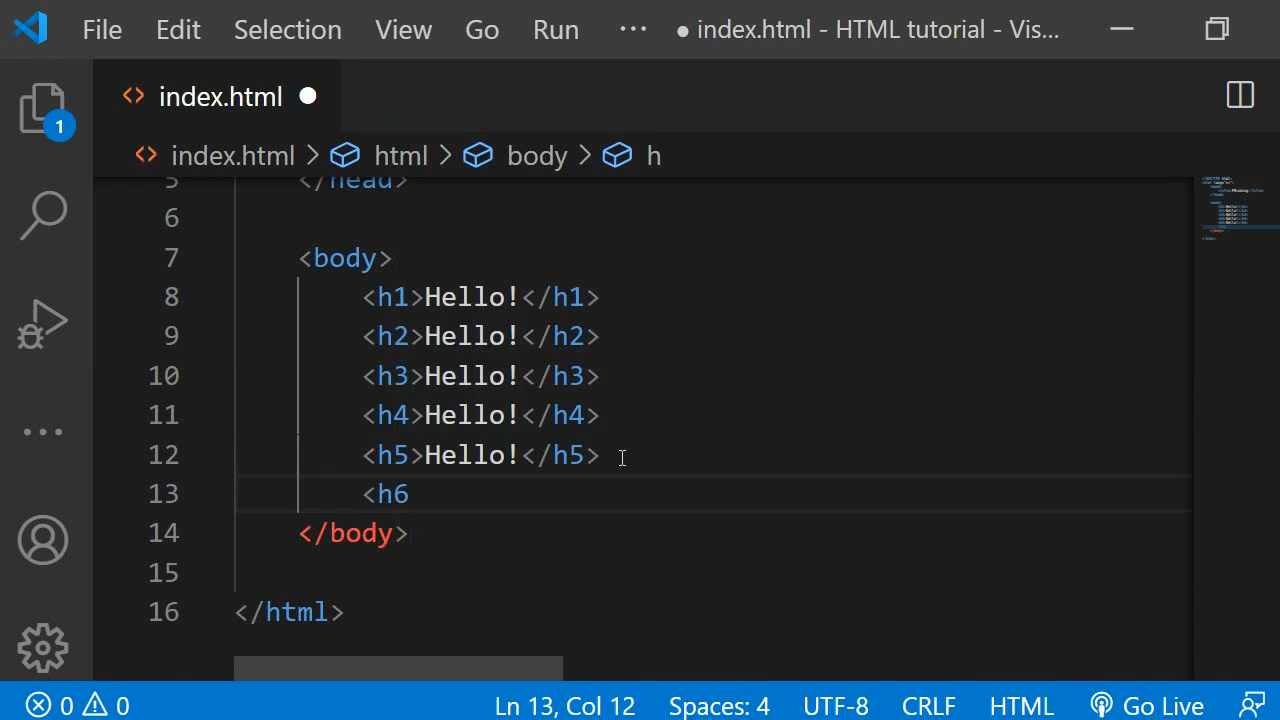 File Edit Selection View Go Run ··· ● index.html - HTML tutorial - Vis...
index.html
1
index.html > html > body > h
5 </head>
6
7 <body>
8 <h1>Hello!</h1>
9 <h2>Hello!</h2>
10 <h3>Hello!</h3>
11 <h4>Hello!</h4>
12 <h5>Hello!</h5>
13 <h6
14 </body>
15
16 </html>
0 0 Ln 13, Col 12 Spaces: 4 UTF-8 CRLF HTML Go Live